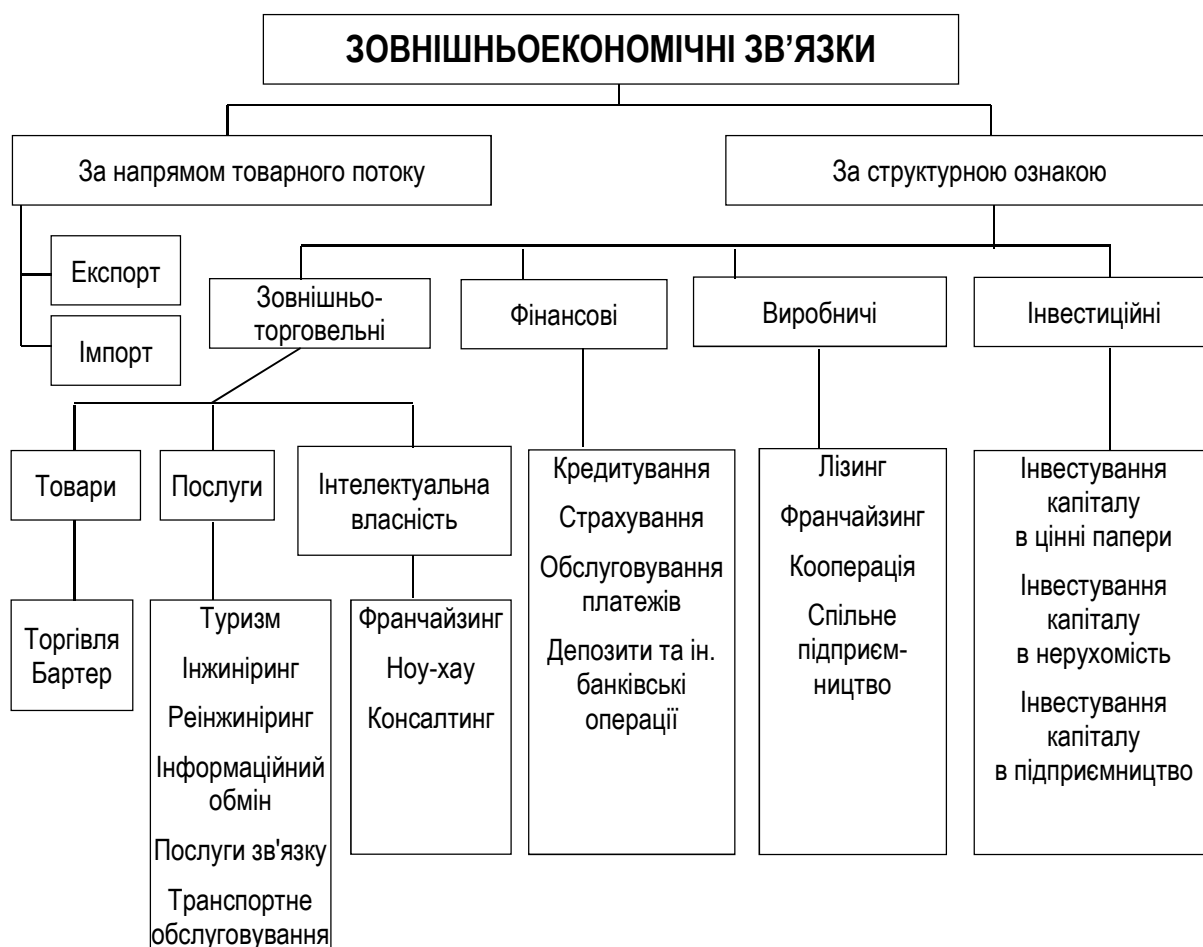 ЗОВНІШНЬОЕКОНОМІЧНІ ЗВ’ЯЗКИ
За напрямом товарного потоку
За структурною ознакою
Експорт
Імпорт
Зовнішньо-
торговельні
Фінансові
Виробничі
Інвестиційні
Товари
Послуги
Інтелектуальна
власність
Торгівля
Бартер
Туризм
Інжиніринг
Реінжиніринг
Інформаційний
обмін
Послуги зв'язку
Транспортне
обслуговування
Франчайзинг
Ноу-хау
Консалтинг
Кредитування
Страхування
Обслуговування
платежів
Депозити та ін.
банківські
операції
Лізинг
Франчайзинг
Кооперація
Спільне
підприєм-
ництво
Інвестування
капіталу
в цінні папери
Інвестування
капіталу
в нерухомість
Інвестування
капіталу
в підприємництво